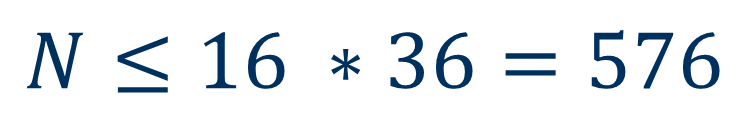 N ≤ 16 * 36 = 576